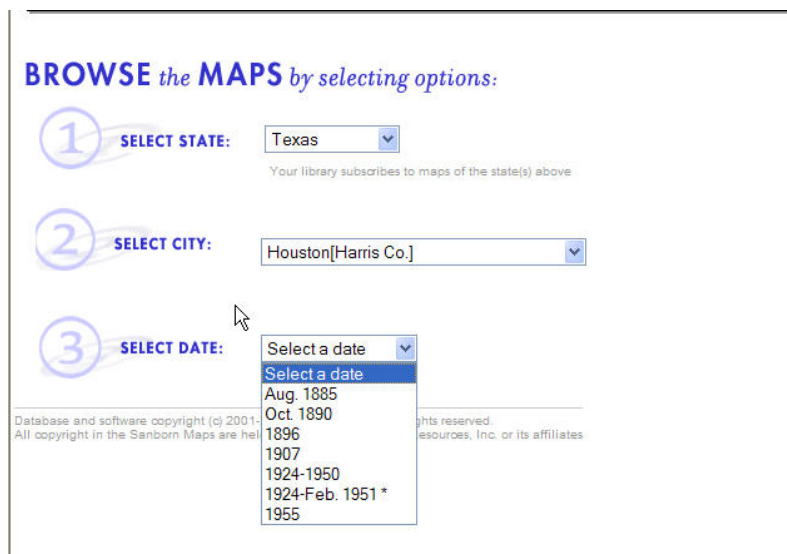 BROWSE the MAPS by selecting options:
1 SELECT STATE: Texas
Your library subscribes to maps of the state(s) above
2 SELECT CITY: Houston[Harris Co.]
3 SELECT DATE: Select a date
Select a date
Aug. 1885
Oct. 1890
1896
1907
1924-1950
1924-Feb. 1951 *
1955
Database and software copyright (c) 2001- hts reserved.
All copyright in the Sanborn Maps are hel esources, Inc. or its affiliates